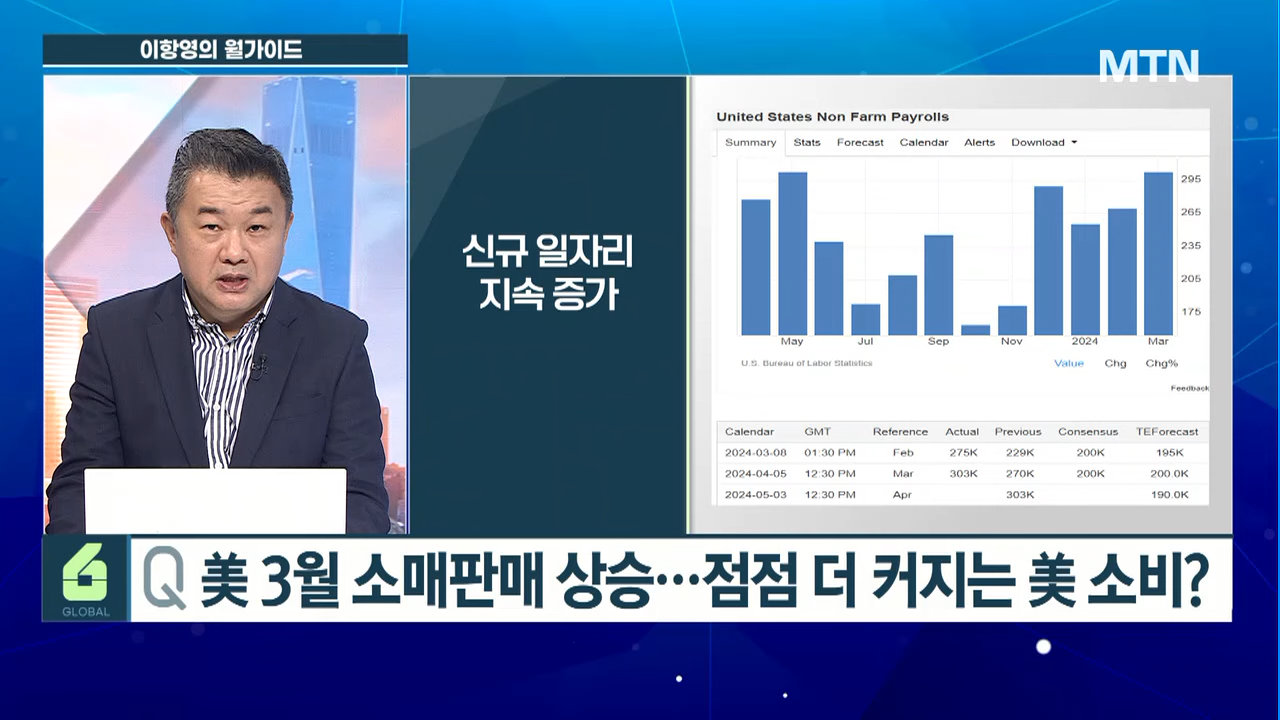 이항영의 월가이드
MTN
신규 일자리
지속 증가
United States Non Farm Payrolls
Summary Stats Forecast Calendar Alerts Download
295
265
235
205
175
May Jul Sep Nov 2024 Mar
U.S. Bureau of Labor Statistics Value Chg Chg%
Feedback
Calendar GMT Reference Actual Previous Consensus TEForecast
2024-03-08 01:30 PM Feb 275K 229K 200K 195K
2024-04-05 12:30 PM Mar 303K 270K 200K 200.0K
2024-05-03 12:30 PM Apr 303K 190.0K
6 GLOBAL
Q 美 3월 소매판매 상승…점점 더 커지는 美 소비?